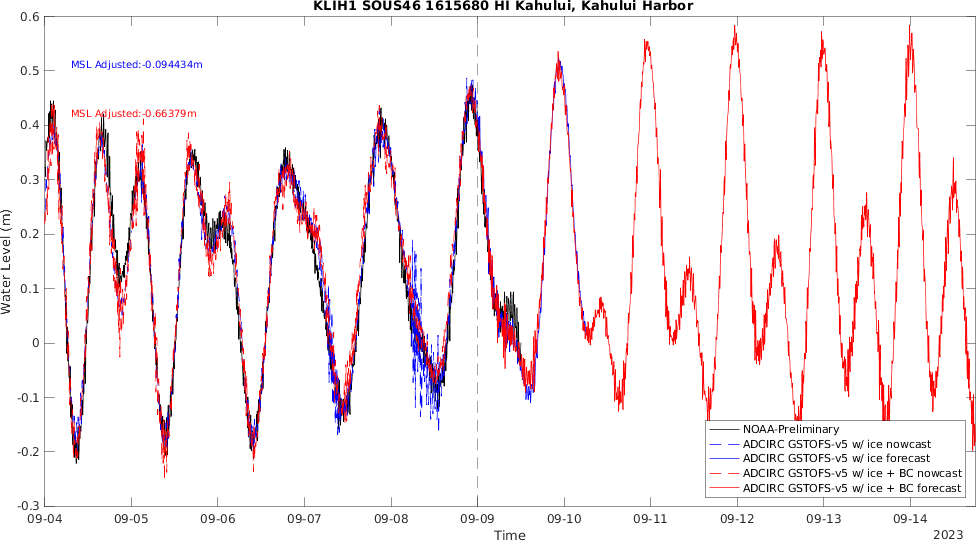 KLIH1 SOUS46 1615680 HI Kahului, Kahului Harbor
0.6
0.5
0.4
0.3
0.2
0.1
0
-0.1
-0.2
-0.3
Water Level (m)
MSL Adjusted:-0.094434m
MSL Adjusted:-0.66379m
NOAA-Preliminary
ADCIRC GSTOFS-v5 w/ ice nowcast
ADCIRC GSTOFS-v5 w/ ice forecast
ADCIRC GSTOFS-v5 w/ ice + BC nowcast
ADCIRC GSTOFS-v5 w/ ice + BC forecast
09-04 09-05 09-06 09-07 09-08 09-09 09-10 09-11 09-12 09-13 09-14
Time
2023